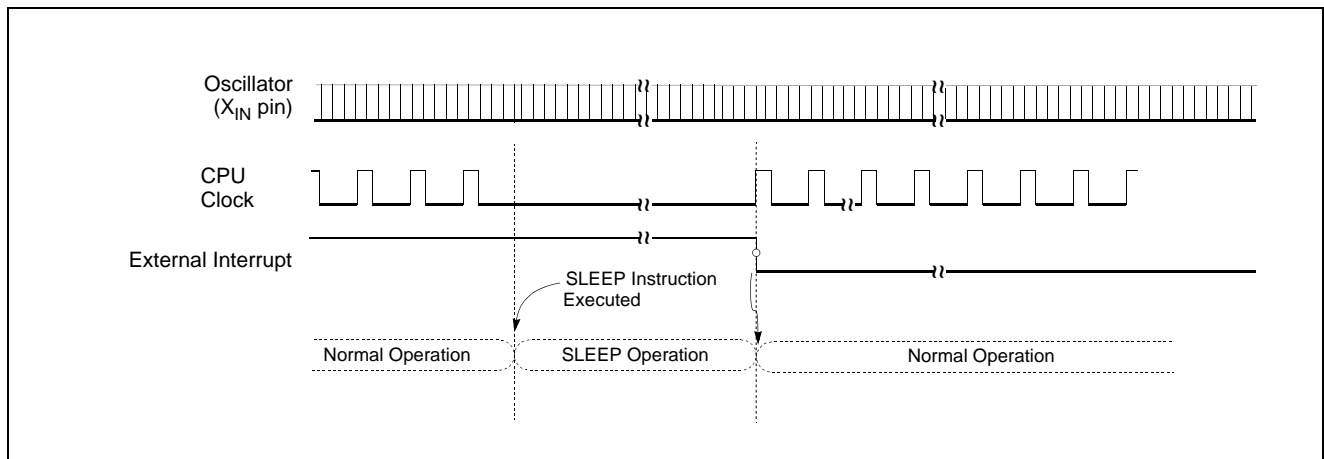 Oscillator
(XIN pin)
CPU
Clock
External Interrupt
SLEEP Instruction
Executed
Normal Operation
SLEEP Operation
Normal Operation